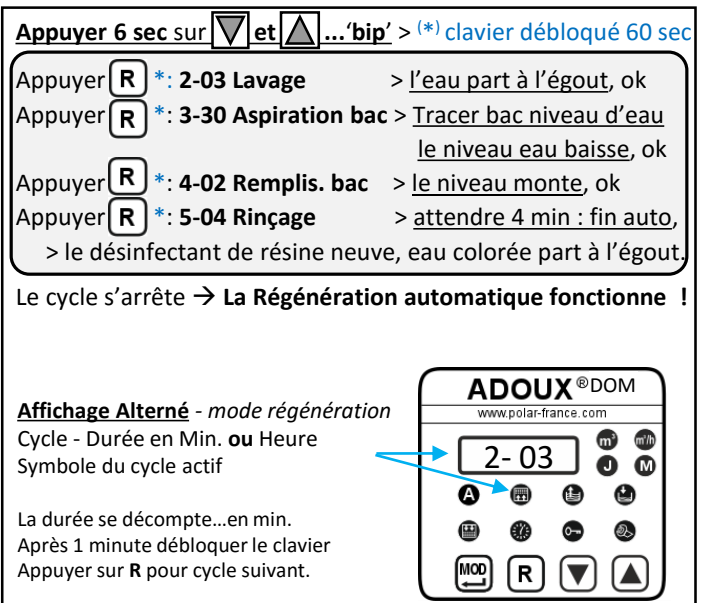 Appuyer 6 sec sur ▽ et △ ...‘bip’ > (*) clavier débloqué 60 sec
Appuyer R *: 2-03 Lavage > l’eau part à l’égout, ok
Appuyer R *: 3-30 Aspiration bac > Tracer bac niveau d’eau
le niveau eau baisse, ok
Appuyer R *: 4-02 Remplis. bac > le niveau monte, ok
Appuyer R *: 5-04 Rinçage > attendre 4 min : fin auto,
> le désinfectant de résine neuve, eau colorée part à l’égout.
Le cycle s’arrête → La Régénération automatique fonctionne !
Affichage Alterné - mode régénération
Cycle - Durée en Min. ou Heure
Symbole du cycle actif
La durée se décompte...en min.
Après 1 minute débloquer le clavier
Appuyer sur R pour cycle suivant.
ADOUX ®DOM
www.polar-france.com
2- 03
m³ m³/h
J M
A
MOD R